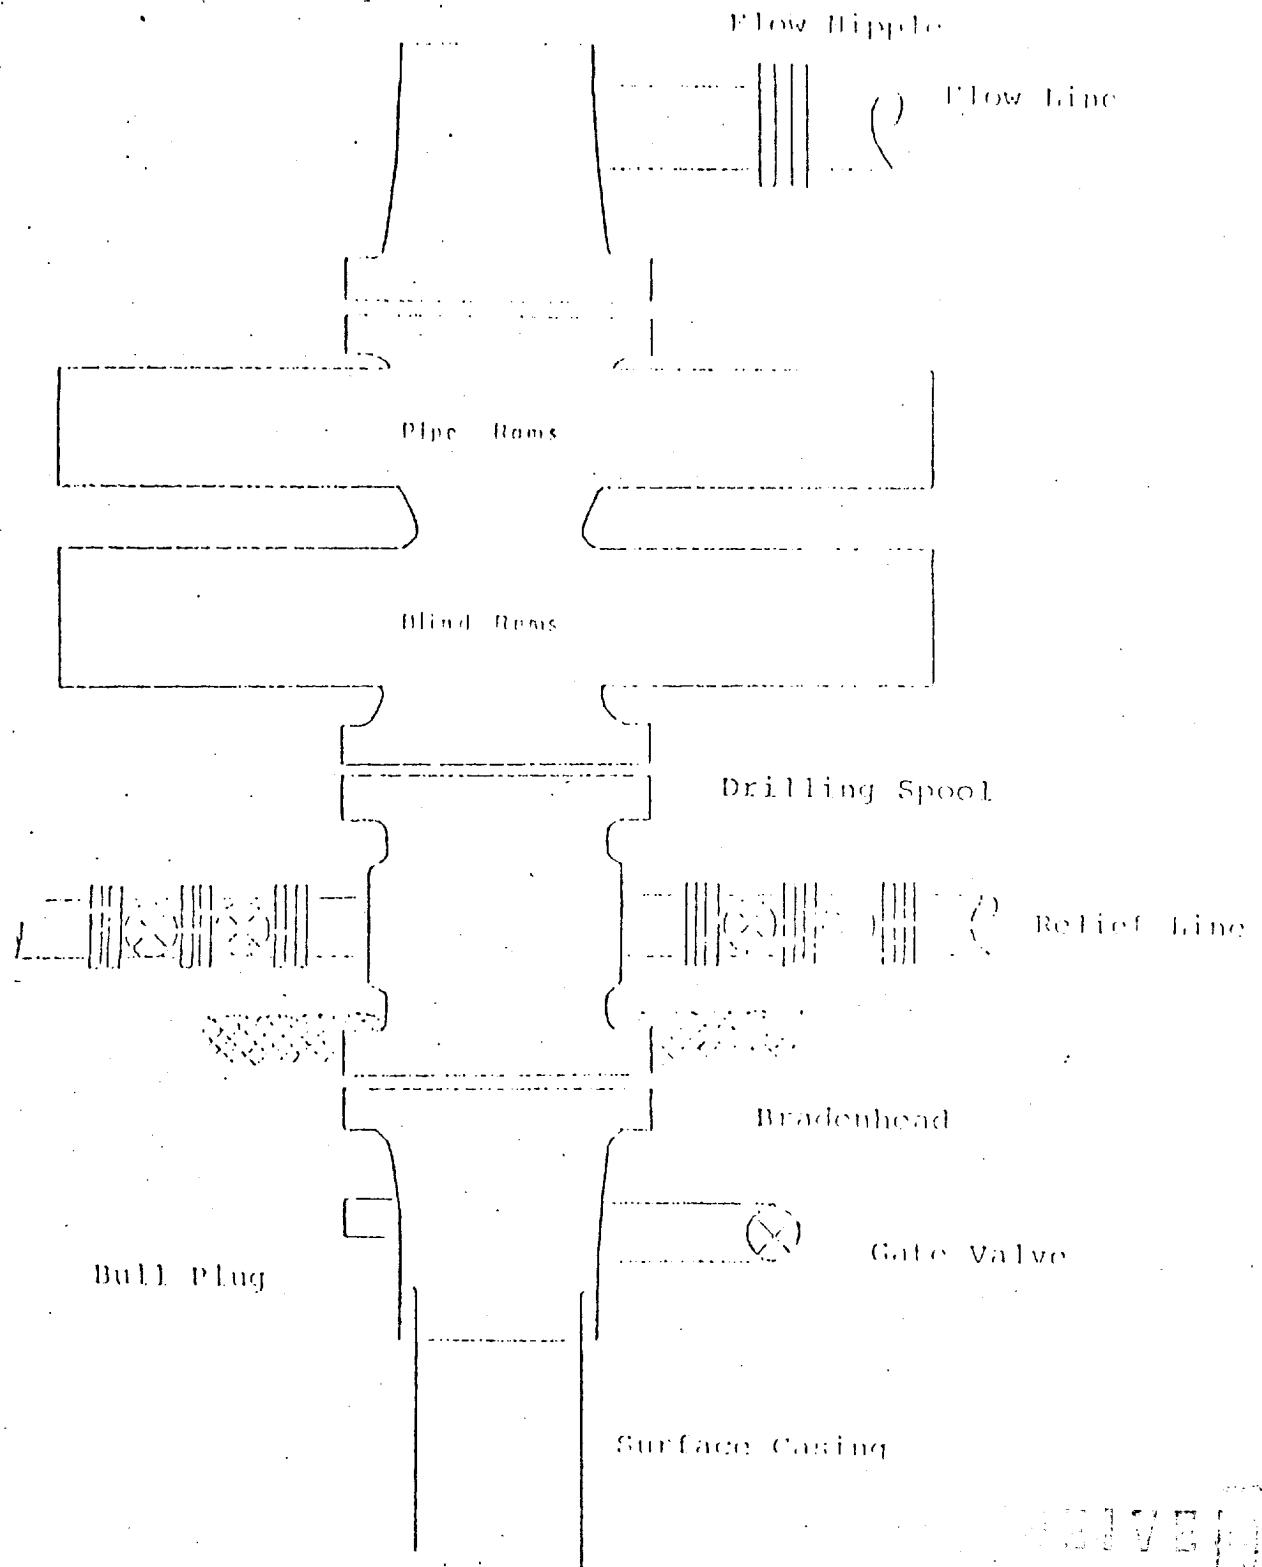 Flow Nipple
Flow Line
Pipe Rams
Blind Rams
Drilling Spool
Relief Line
Bradenhead
Gate Valve
Bull Plug
Surface Casing